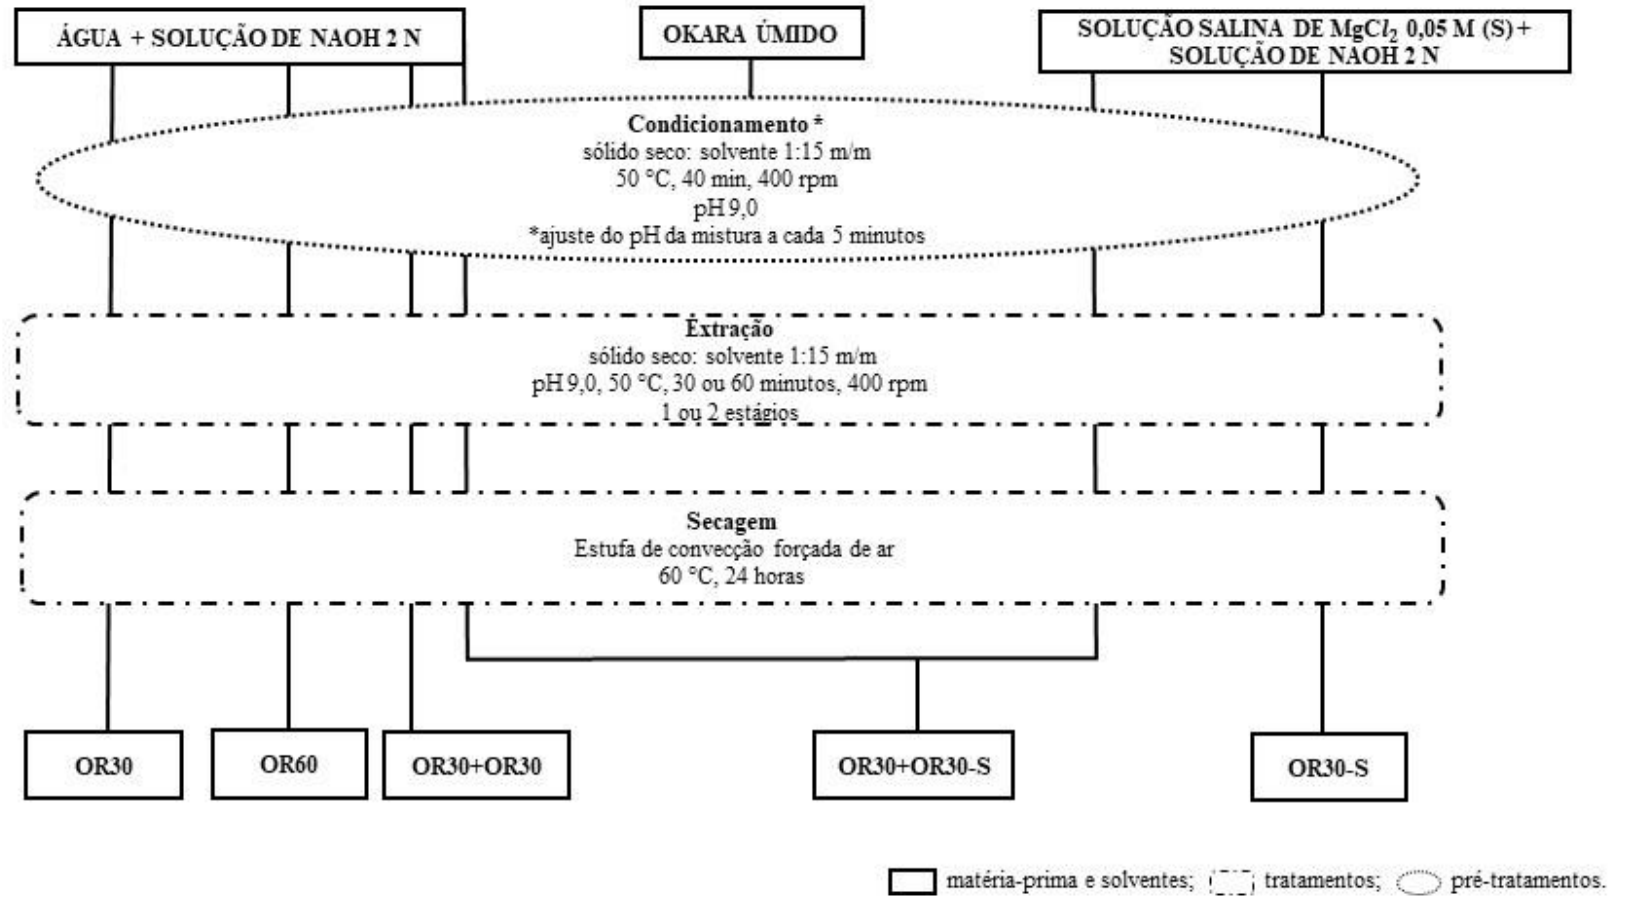 ÁGUA + SOLUÇÃO DE NAOH 2 N
OKARA ÚMIDO
SOLUÇÃO SALINA DE MgCl₂ 0,05 M (S) +
SOLUÇÃO DE NAOH 2 N
Condicionamento *
sólido seco: solvente 1:15 m/m
50 °C, 40 min, 400 rpm
pH 9,0
*ajuste do pH da mistura a cada 5 minutos
Extração
sólido seco: solvente 1:15 m/m
pH 9,0, 50 °C, 30 ou 60 minutos, 400 rpm
1 ou 2 estágios
Secagem
Estufa de convecção forçada de ar
60 °C, 24 horas
OR30
OR60
OR30+OR30
OR30+OR30-S
OR30-S
matéria-prima e solventes; tratamentos; pré-tratamentos.